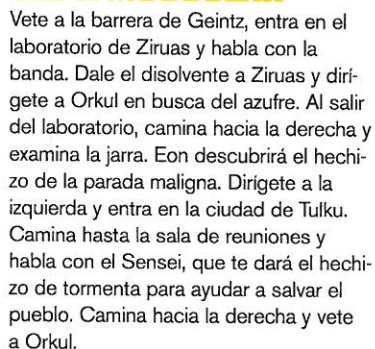 Vete a la barrera de Geintz, entra en el
laboratorio de Ziruas y habla con la
banda. Dale el disolvente a Ziruas y dirí-
gete a Orkul en busca del azufre. Al salir
del laboratorio, camina hacia la derecha y
examina la jarra. Eon descubrirá el hechi-
zo de la parada maligna. Dirígete a la
izquierda y entra en la ciudad de Tulku.
Camina hasta la sala de reuniones y
habla con el Sensei, que te dará el hechi-
zo de tormenta para ayudar a salvar el
pueblo. Camina hacia la derecha y vete
a Orkul.